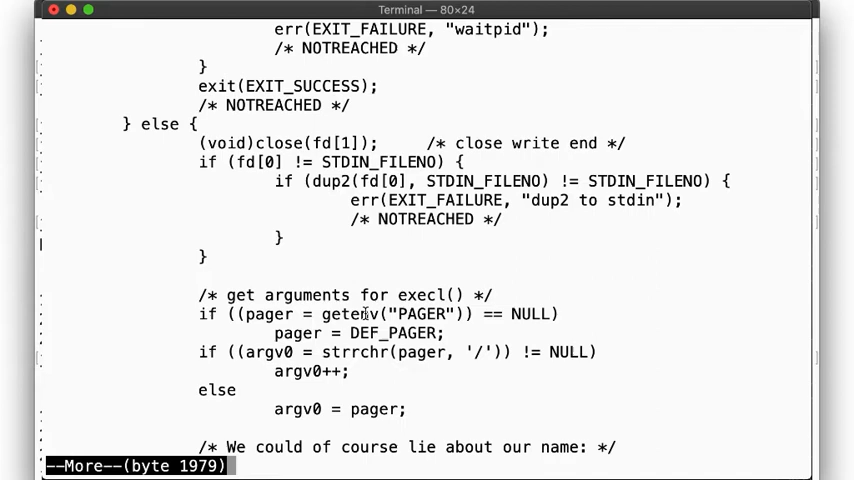 Terminal — 80×24
err(EXIT_FAILURE, "waitpid");
/* NOTREACHED */
}
exit(EXIT_SUCCESS);
/* NOTREACHED */
} else {
(void)close(fd[1]); /* close write end */
if (fd[0] != STDIN_FILENO) {
if (dup2(fd[0], STDIN_FILENO) != STDIN_FILENO) {
err(EXIT_FAILURE, "dup2 to stdin");
/* NOTREACHED */
}
}
/* get arguments for execl() */
if ((pager = getenv("PAGER")) == NULL)
pager = DEF_PAGER;
if ((argv0 = strrchr(pager, '/')) != NULL)
argv0++;
else
argv0 = pager;
/* We could of course lie about our name: */
--More--(byte 1979)